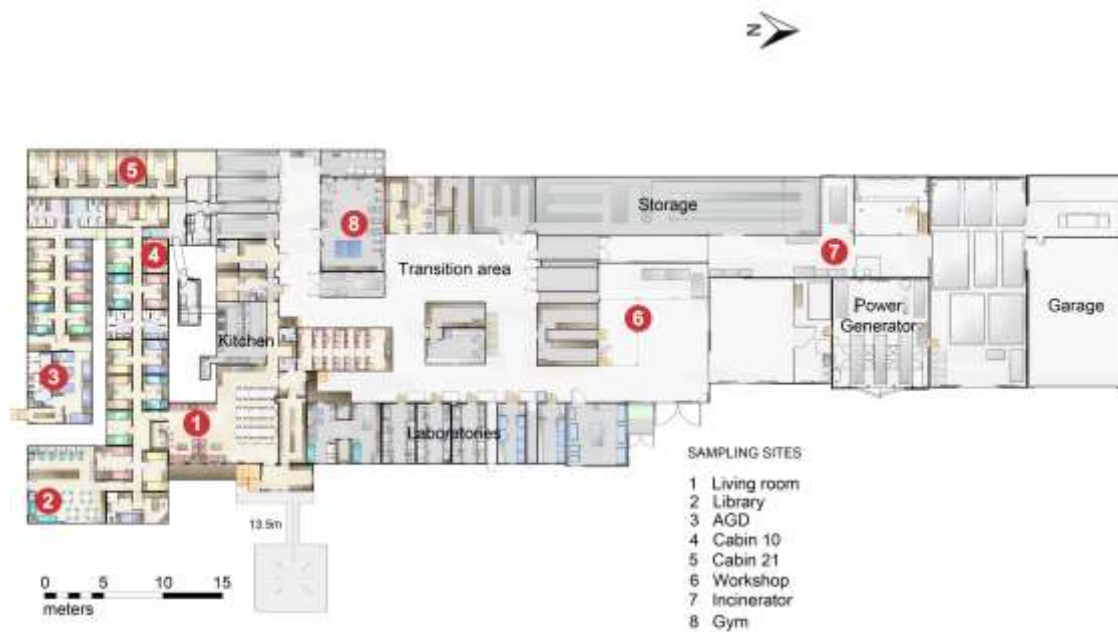 N
5
8
Storage
4
Transition area
7
6
Power
Generator
Garage
Kitchen
3
1
Laboratories
2
13.5m
0 5 10 15
meters
SAMPLING SITES
1 Living room
2 Library
3 AGD
4 Cabin 10
5 Cabin 21
6 Workshop
7 Incinerator
8 Gym